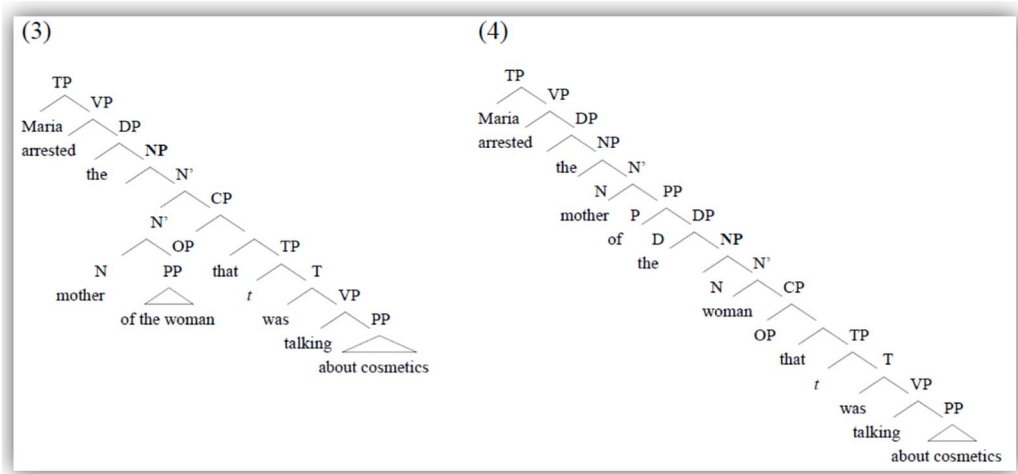 (3)
TP
VP
Maria DP
arrested NP
the N’
CP
N’
OP TP
N PP that T
mother t VP
of the woman was PP
talking
about cosmetics
(4)
TP
VP
Maria DP
arrested NP
the N’
N PP
mother P DP
of D NP
the N’
N CP
woman
OP TP
that T
t VP
was PP
talking
about cosmetics